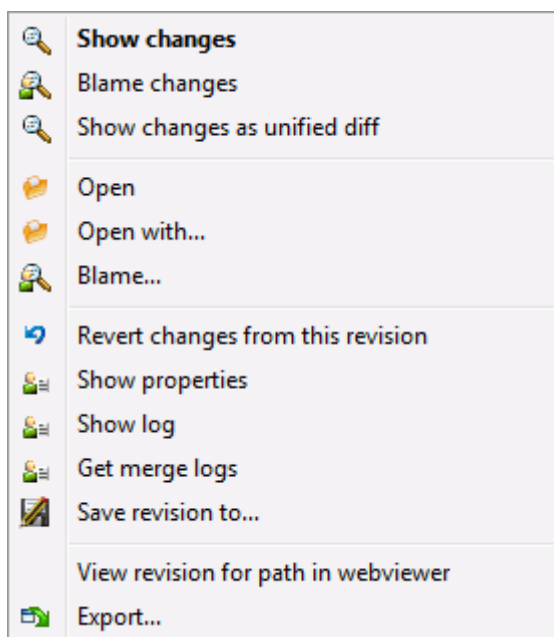 Show changes
Blame changes
Show changes as unified diff
Open
Open with...
Blame...
Revert changes from this revision
Show properties
Show log
Get merge logs
Save revision to...
View revision for path in webviewer
Export...